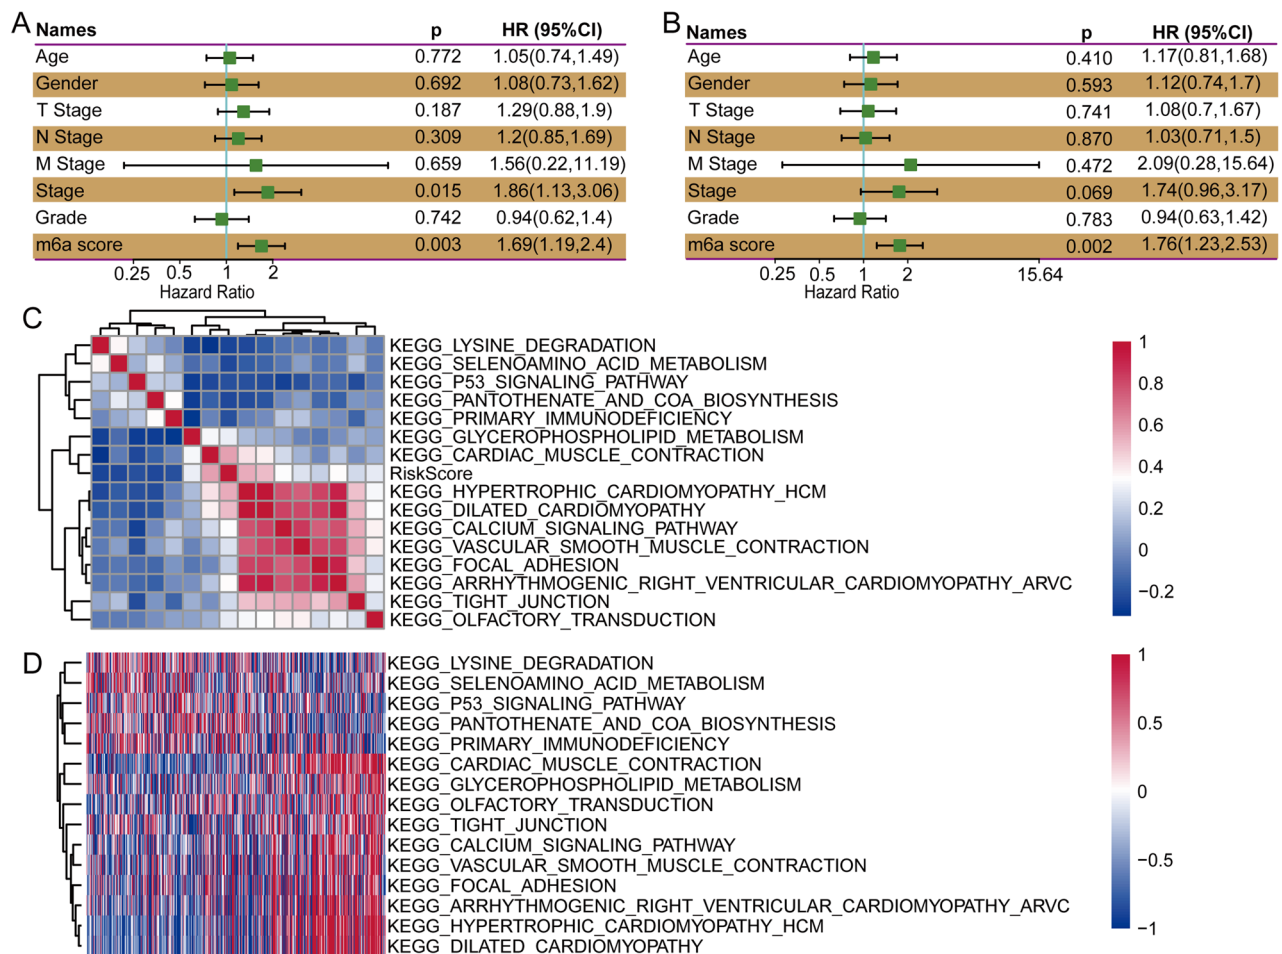 A
Names p HR (95%CI)
Age 0.772 1.05(0.74,1.49)
Gender 0.692 1.08(0.73,1.62)
T Stage 0.187 1.29(0.88,1.9)
N Stage 0.309 1.2(0.85,1.69)
M Stage 0.659 1.56(0.22,11.19)
Stage 0.015 1.86(1.13,3.06)
Grade 0.742 0.94(0.62,1.4)
m6a score 0.003 1.69(1.19,2.4)
0.25 0.5 1 2
Hazard Ratio
B
Names p HR (95%CI)
Age 0.410 1.17(0.81,1.68)
Gender 0.593 1.12(0.74,1.7)
T Stage 0.741 1.08(0.7,1.67)
N Stage 0.870 1.03(0.71,1.5)
M Stage 0.472 2.09(0.28,15.64)
Stage 0.069 1.74(0.96,3.17)
Grade 0.783 0.94(0.63,1.42)
m6a score 0.002 1.76(1.23,2.53)
0.25 0.5 1 2 15.64
Hazard Ratio
C
KEGG_LYSINE_DEGRADATION
KEGG_SELENOAMINO_ACID_METABOLISM
KEGG_P53_SIGNALING_PATHWAY
KEGG_PANTOTHENATE_AND_COA_BIOSYNTHESIS
KEGG_PRIMARY_IMMUNODEFICIENCY
KEGG_GLYCEROPHOSPHOLIPID_METABOLISM
KEGG_CARDIAC_MUSCLE_CONTRACTION
RiskScore
KEGG_HYPERTROPHIC_CARDIOMYOPATHY_HCM
KEGG_DILATED_CARDIOMYOPATHY
KEGG_CALCIUM_SIGNALING_PATHWAY
KEGG_VASCULAR_SMOOTH_MUSCLE_CONTRACTION
KEGG_FOCAL_ADHESION
KEGG_ARRHYTHMOGENIC_RIGHT_VENTRICULAR_CARDIOMYOPATHY_ARVC
KEGG_TIGHT_JUNCTION
KEGG_OLFACTORY_TRANSDUCTION
1
0.8
0.6
0.4
0.2
0
−0.2
D
KEGG_LYSINE_DEGRADATION
KEGG_SELENOAMINO_ACID_METABOLISM
KEGG_P53_SIGNALING_PATHWAY
KEGG_PANTOTHENATE_AND_COA_BIOSYNTHESIS
KEGG_PRIMARY_IMMUNODEFICIENCY
KEGG_CARDIAC_MUSCLE_CONTRACTION
KEGG_GLYCEROPHOSPHOLIPID_METABOLISM
KEGG_OLFACTORY_TRANSDUCTION
KEGG_TIGHT_JUNCTION
KEGG_CALCIUM_SIGNALING_PATHWAY
KEGG_VASCULAR_SMOOTH_MUSCLE_CONTRACTION
KEGG_FOCAL_ADHESION
KEGG_ARRHYTHMOGENIC_RIGHT_VENTRICULAR_CARDIOMYOPATHY_ARVC
KEGG_HYPERTROPHIC_CARDIOMYOPATHY_HCM
KEGG_DILATED_CARDIOMYOPATHY
1
0.5
0
−0.5
−1